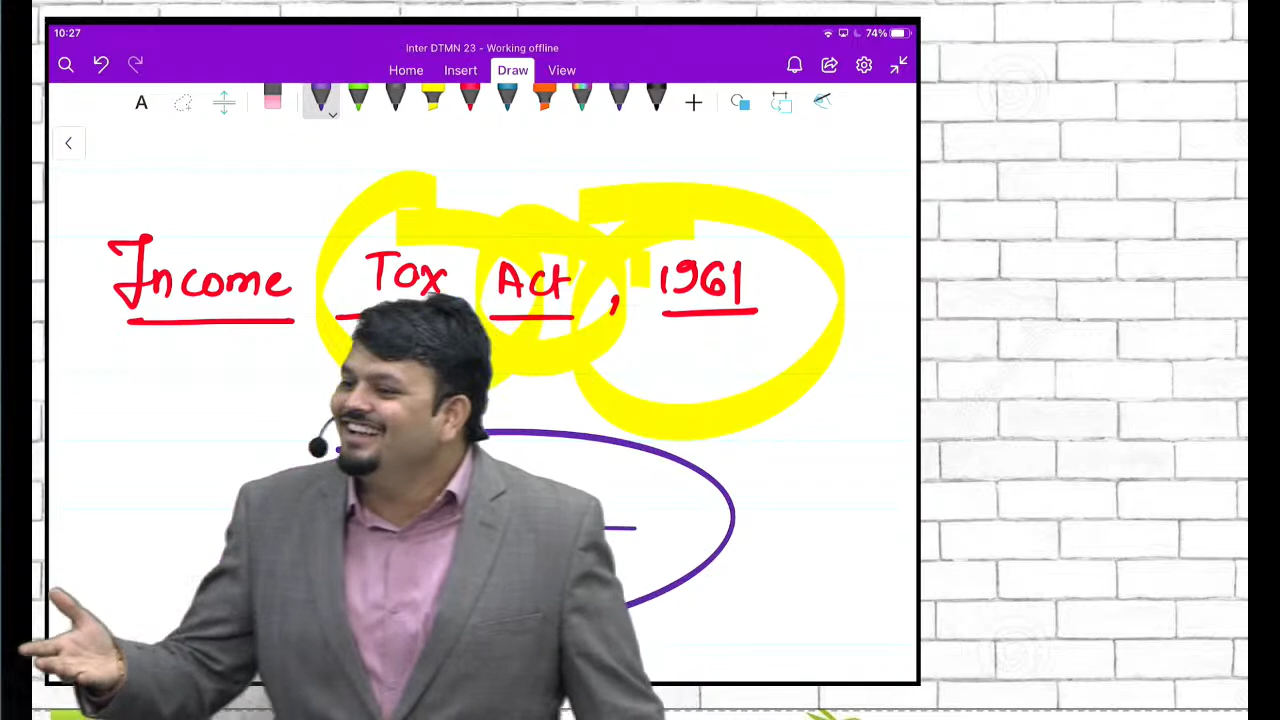 10:27
74%
Inter DTMN 23 - Working offline
Home Insert Draw View
A
Income Tax Act, 1961